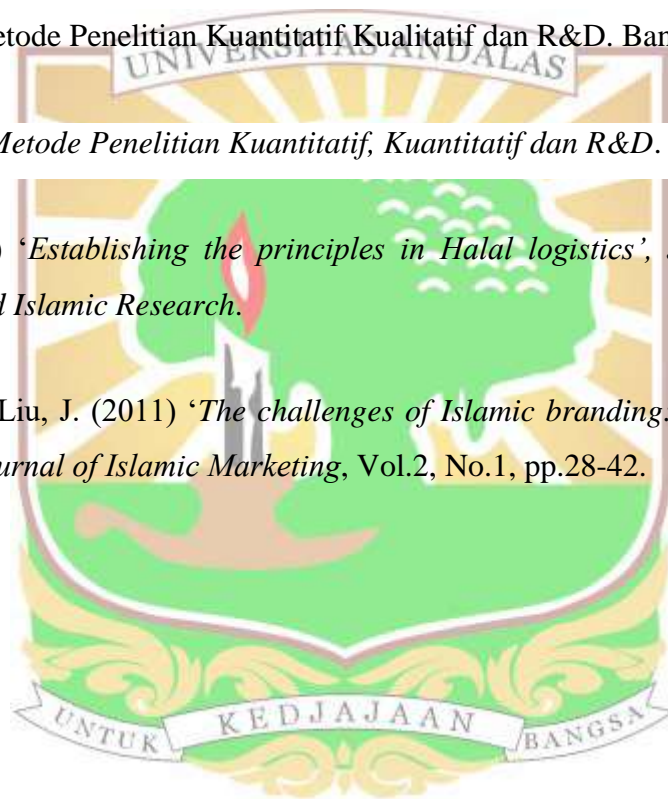 etode Penelitian Kuantitatif Kualitatif dan R&D. Ban
UNIVERSITAS ANDALAS
Metode Penelitian Kuantitatif, Kuantitatif dan R&D.
) ‘Establishing the principles in Halal logistics’,
d Islamic Research.
Liu, J. (2011) ‘The challenges of Islamic branding.
urnal of Islamic Marketing, Vol.2, No.1, pp.28-42.
UNTUK KEDJAJAAN BANGSA